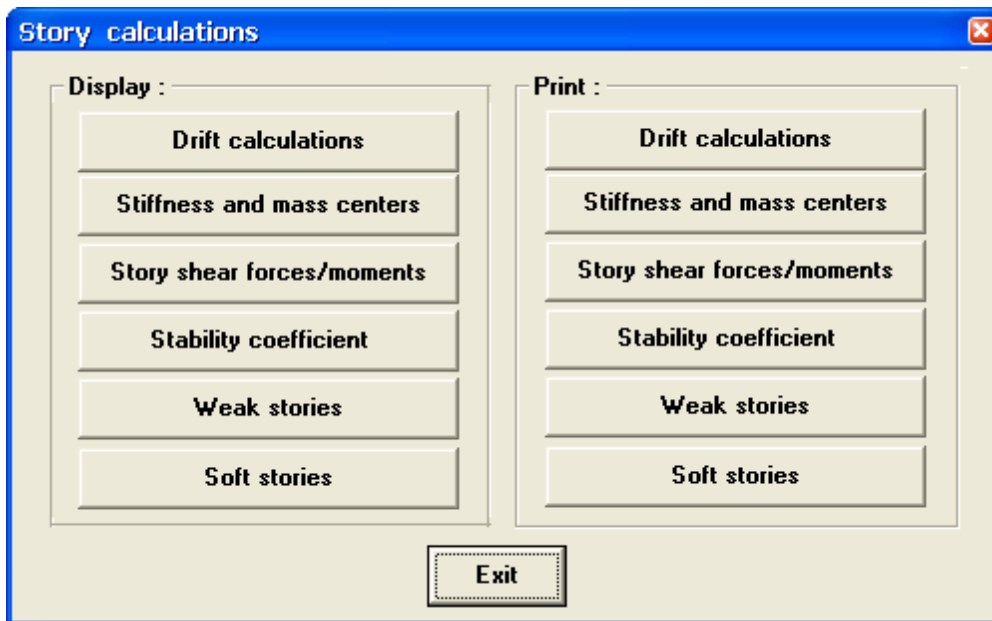 Story calculations
Display :
Drift calculations
Stiffness and mass centers
Story shear forces/moments
Stability coefficient
Weak stories
Soft stories
Print :
Drift calculations
Stiffness and mass centers
Story shear forces/moments
Stability coefficient
Weak stories
Soft stories
Exit